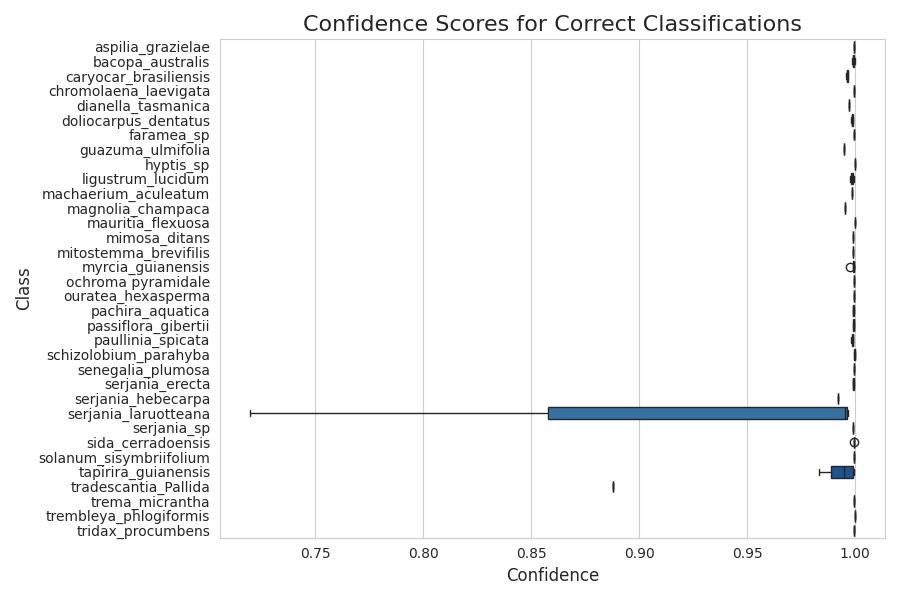 Confidence Scores for Correct Classifications
aspilia_grazielae
bacopa_australis
caryocar_brasiliensis
chromolaena_laevigata
dianella_tasmanica
doliocarpus_dentatus
faramea_sp
guazuma_ulmifolia
hyptis_sp
ligustrum_lucidum
machaerium_aculeatum
magnolia_champaca
mauritia_flexuosa
mimosa_ditans
mitostemma_brevifilis
myrcia_guianensis
ochroma pyramidale
ouratea_hexasperma
pachira_aquatica
passiflora_gibertii
paullinia_spicata
schizolobium_parahyba
senegalia_plumosa
serjania_erecta
serjania_hebecarpa
serjania_laruotteana
serjania_sp
sida_cerradoensis
solanum_sisymbriifolium
tapirira_guianensis
tradescantia_Pallida
trema_micrantha
trembleya_phlogiformis
tridax_procumbens
Class
0.75 0.80 0.85 0.90 0.95 1.00
Confidence